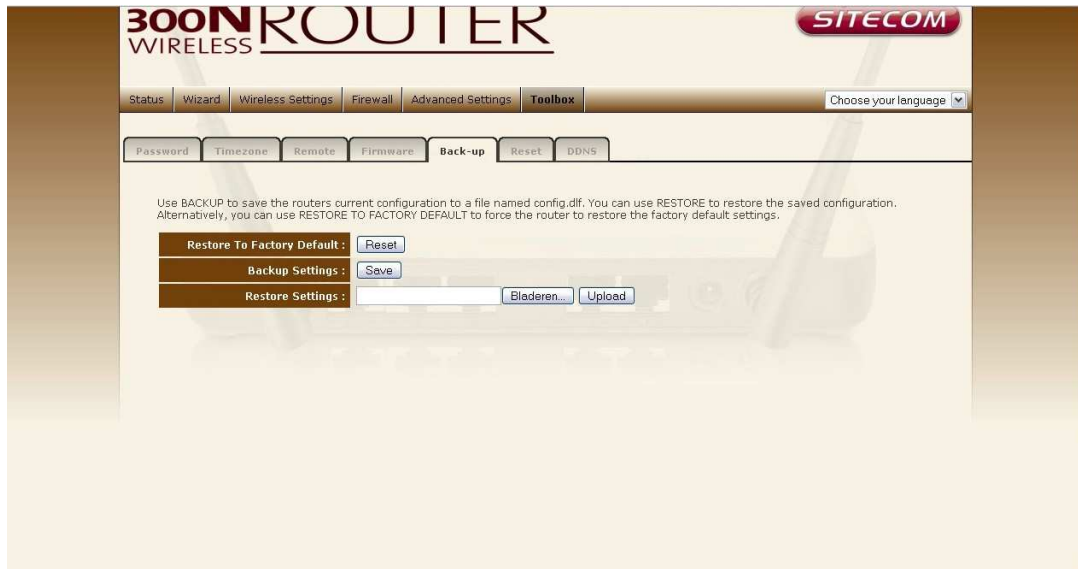 300N ROUTER
WIRELESS
SITECOM
Status Wizard Wireless Settings Firewall Advanced Settings Toolbox Choose your language
Password Timezone Remote Firmware Back-up Reset DDNS
Use BACKUP to save the routers current configuration to a file named config.dlf. You can use RESTORE to restore the saved configuration.
Alternatively, you can use RESTORE TO FACTORY DEFAULT to force the router to restore the factory default settings.
Restore To Factory Default : Reset
Backup Settings : Save
Restore Settings : Bladeren... Upload